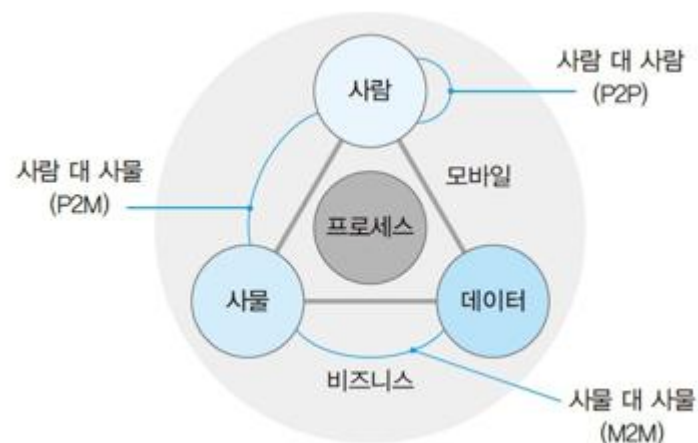 사람 대 사람
(P2P)
사람
사람 대 사물
(P2M)
모바일
프로세스
사물
데이터
비즈니스
사물 대 사물
(M2M)